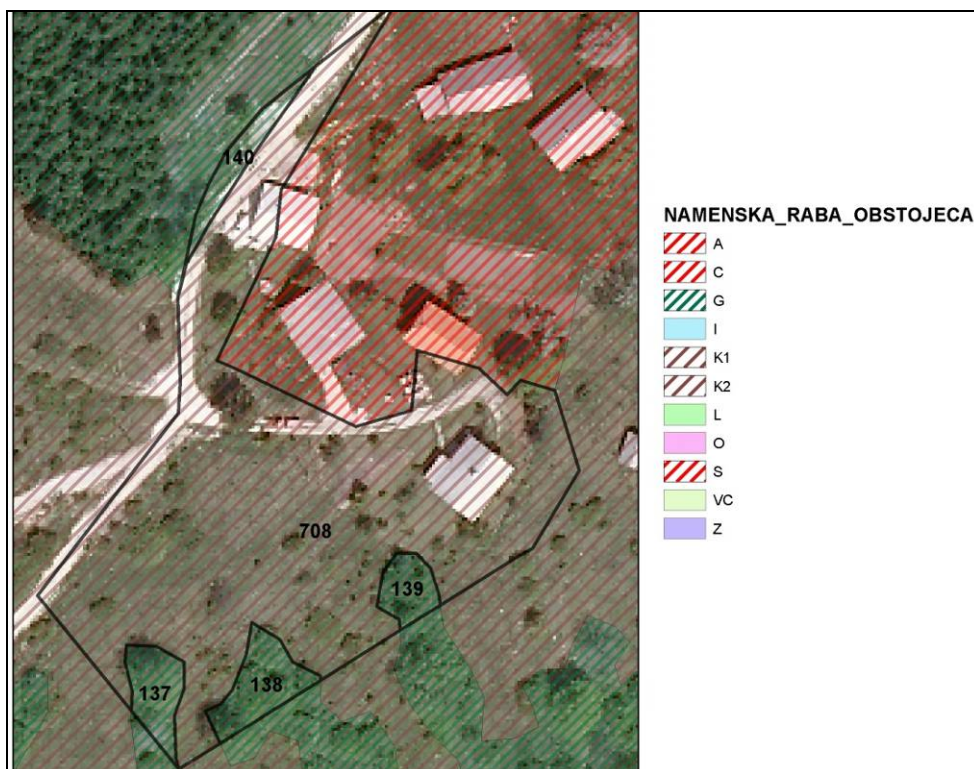 140
708
139
138
137
NAMENSKA_RABA_OBSTOJECA
A
C
G
I
K1
K2
L
O
S
VC
Z